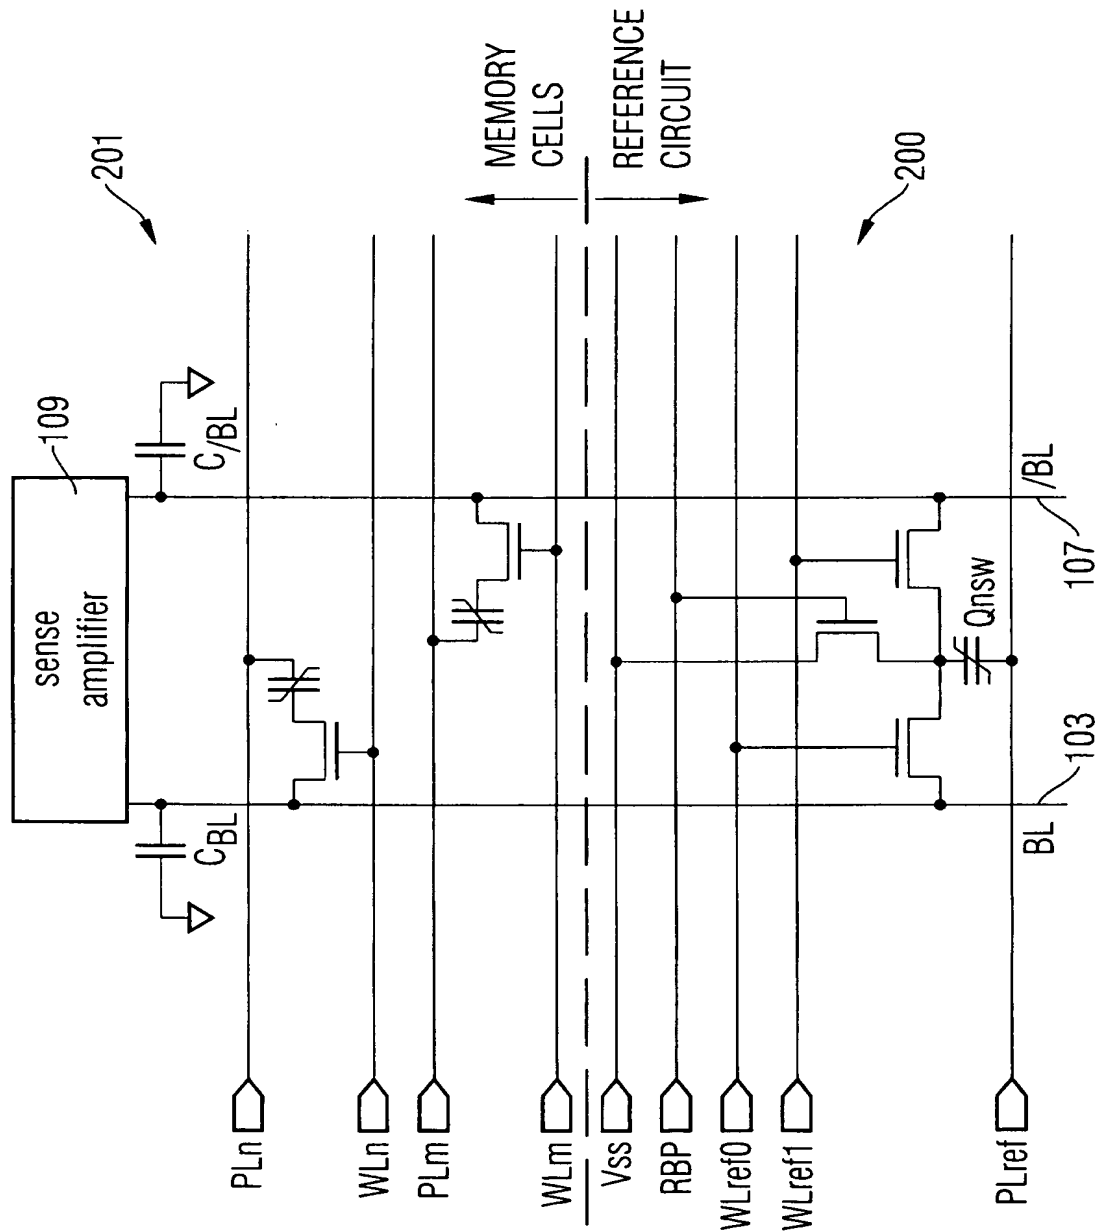 201
MEMORY
CELLS
REFERENCE
CIRCUIT
200
109
sense
amplifier
C/BL
CBL
/BL
107
Qnsw
103
BL
PLn
WLn
PLm
WLm
Vss
RBP
WLref0
WLref1
PLref